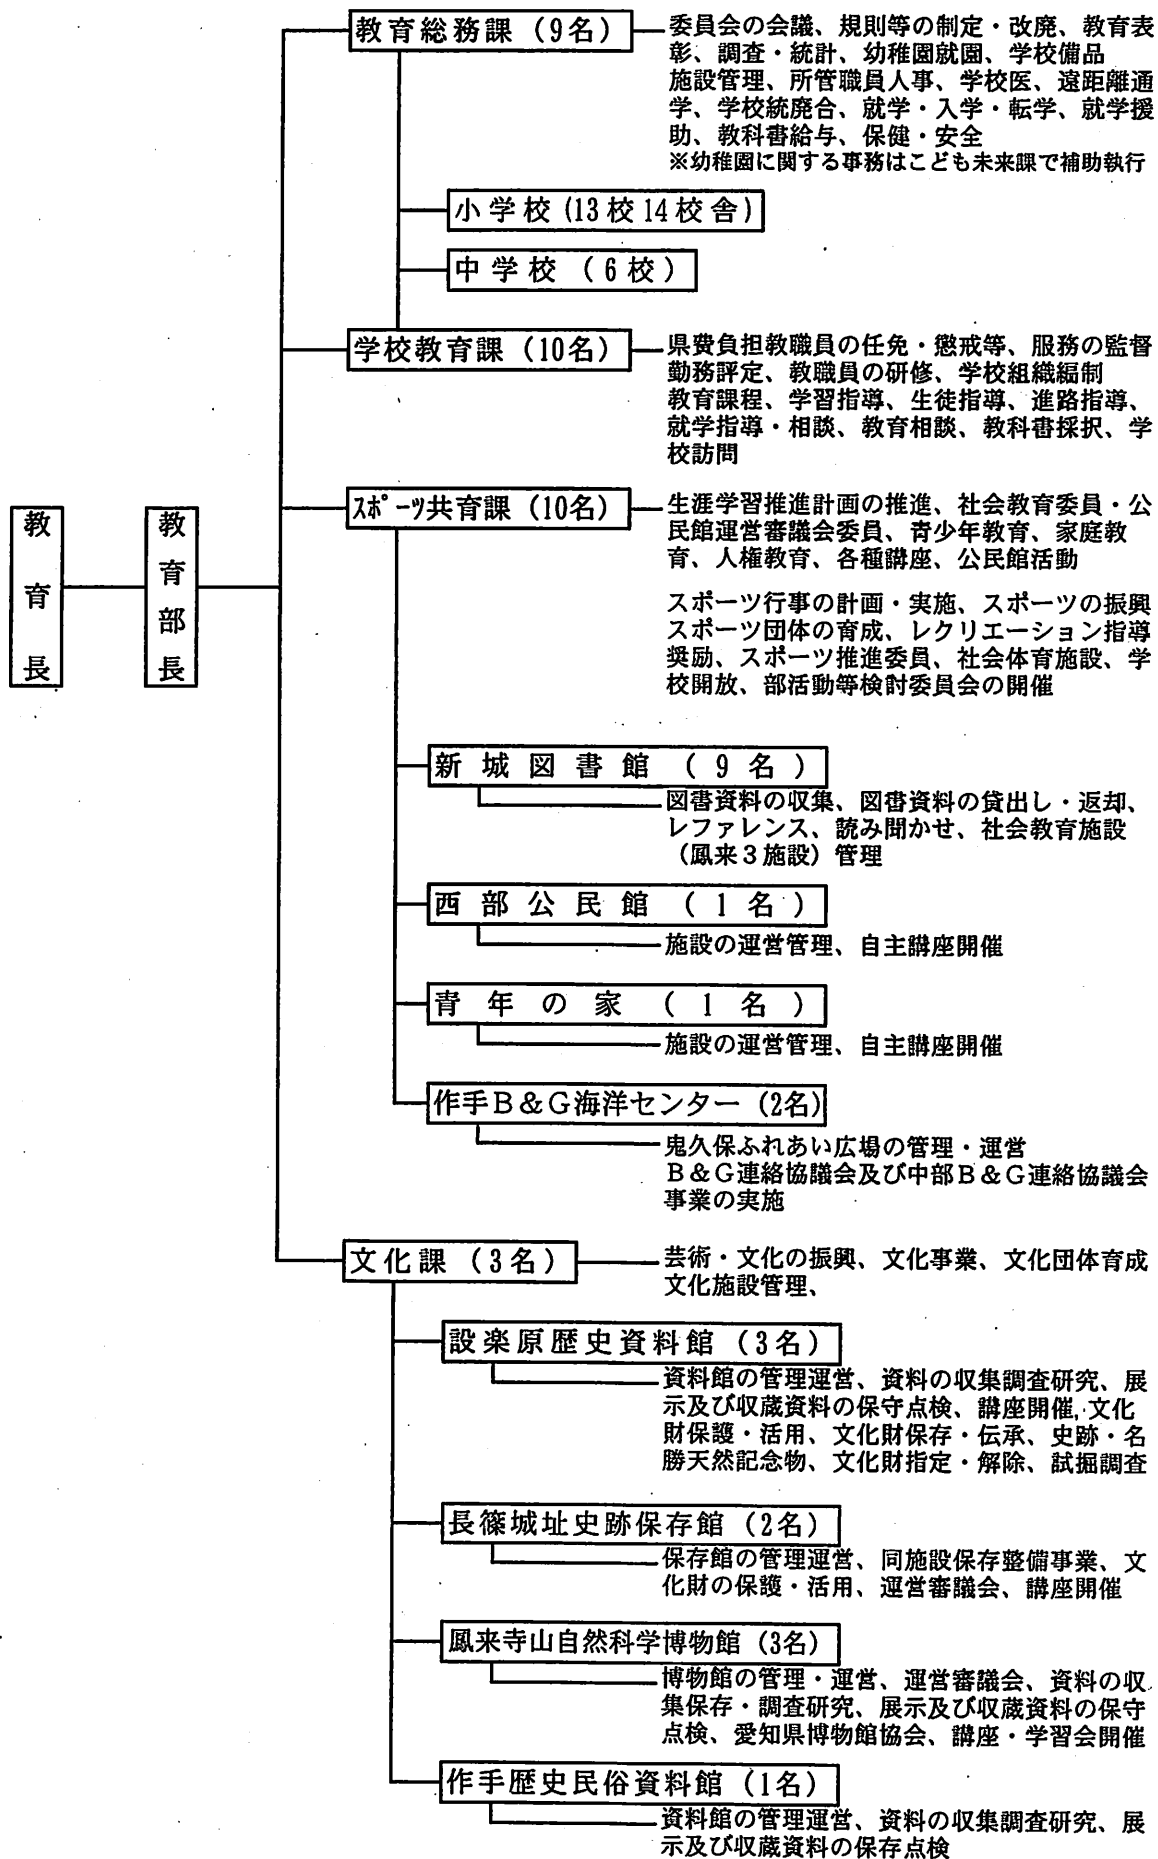 教育総務課（9名）
委員会の会議、規則等の制定・改廃、教育表
彰、調査・統計、幼稚園就園、学校備品
施設管理、所管職員人事、学校医、遠距離通
学、学校統廃合、就学・入学・転学、就学援
助、教科書給与、保健・安全
※幼稚園に関する事務はこども未来課で補助執行
小学校(13校14校舎)
中学校（6校）
学校教育課（10名）
県費負担教職員の任免・懲戒等、服務の監督
勤務評定、教職員の研修、学校組織編制
教育課程、学習指導、生徒指導、進路指導、
就学指導・相談、教育相談、教科書採択、学
校訪問
教育長
教育部長
スポーツ共育課（10名）
生涯学習推進計画の推進、社会教育委員・公
民館運営審議会委員、青少年教育、家庭教
育、人権教育、各種講座、公民館活動
スポーツ行事の計画・実施、スポーツの振興
スポーツ団体の育成、レクリエーション指導
奨励、スポーツ推進委員、社会体育施設、学
校開放、部活動等検討委員会の開催
新城図書館（9名）
図書資料の収集、図書資料の貸出し・返却、
レファレンス、読み聞かせ、社会教育施設
（鳳来３施設）管理
西部公民館（1名）
施設の運営管理、自主講座開催
青年の家（1名）
施設の運営管理、自主講座開催
作手Ｂ＆Ｇ海洋センター（2名）
鬼久保ふれあい広場の管理・運営
Ｂ＆Ｇ連絡協議会及び中部Ｂ＆Ｇ連絡協議会
事業の実施
文化課（3名）
芸術・文化の振興、文化事業、文化団体育成
文化施設管理、
設楽原歴史資料館（3名）
資料館の管理運営、資料の収集調査研究、展
示及び収蔵資料の保守点検、講座開催、文化
財保護・活用、文化財保存・伝承、史跡・名
勝天然記念物、文化財指定・解除、試掘調査
長篠城址史跡保存館（2名）
保存館の管理運営、同施設保存整備事業、文
化財の保護・活用、運営審議会、講座開催
鳳来寺山自然科学博物館（3名）
博物館の管理・運営、運営審議会、資料の収
集保存・調査研究、展示及び収蔵資料の保守
点検、愛知県博物館協会、講座・学習会開催
作手歴史民俗資料館（1名）
資料館の管理運営、資料の収集調査研究、展
示及び収蔵資料の保存点検